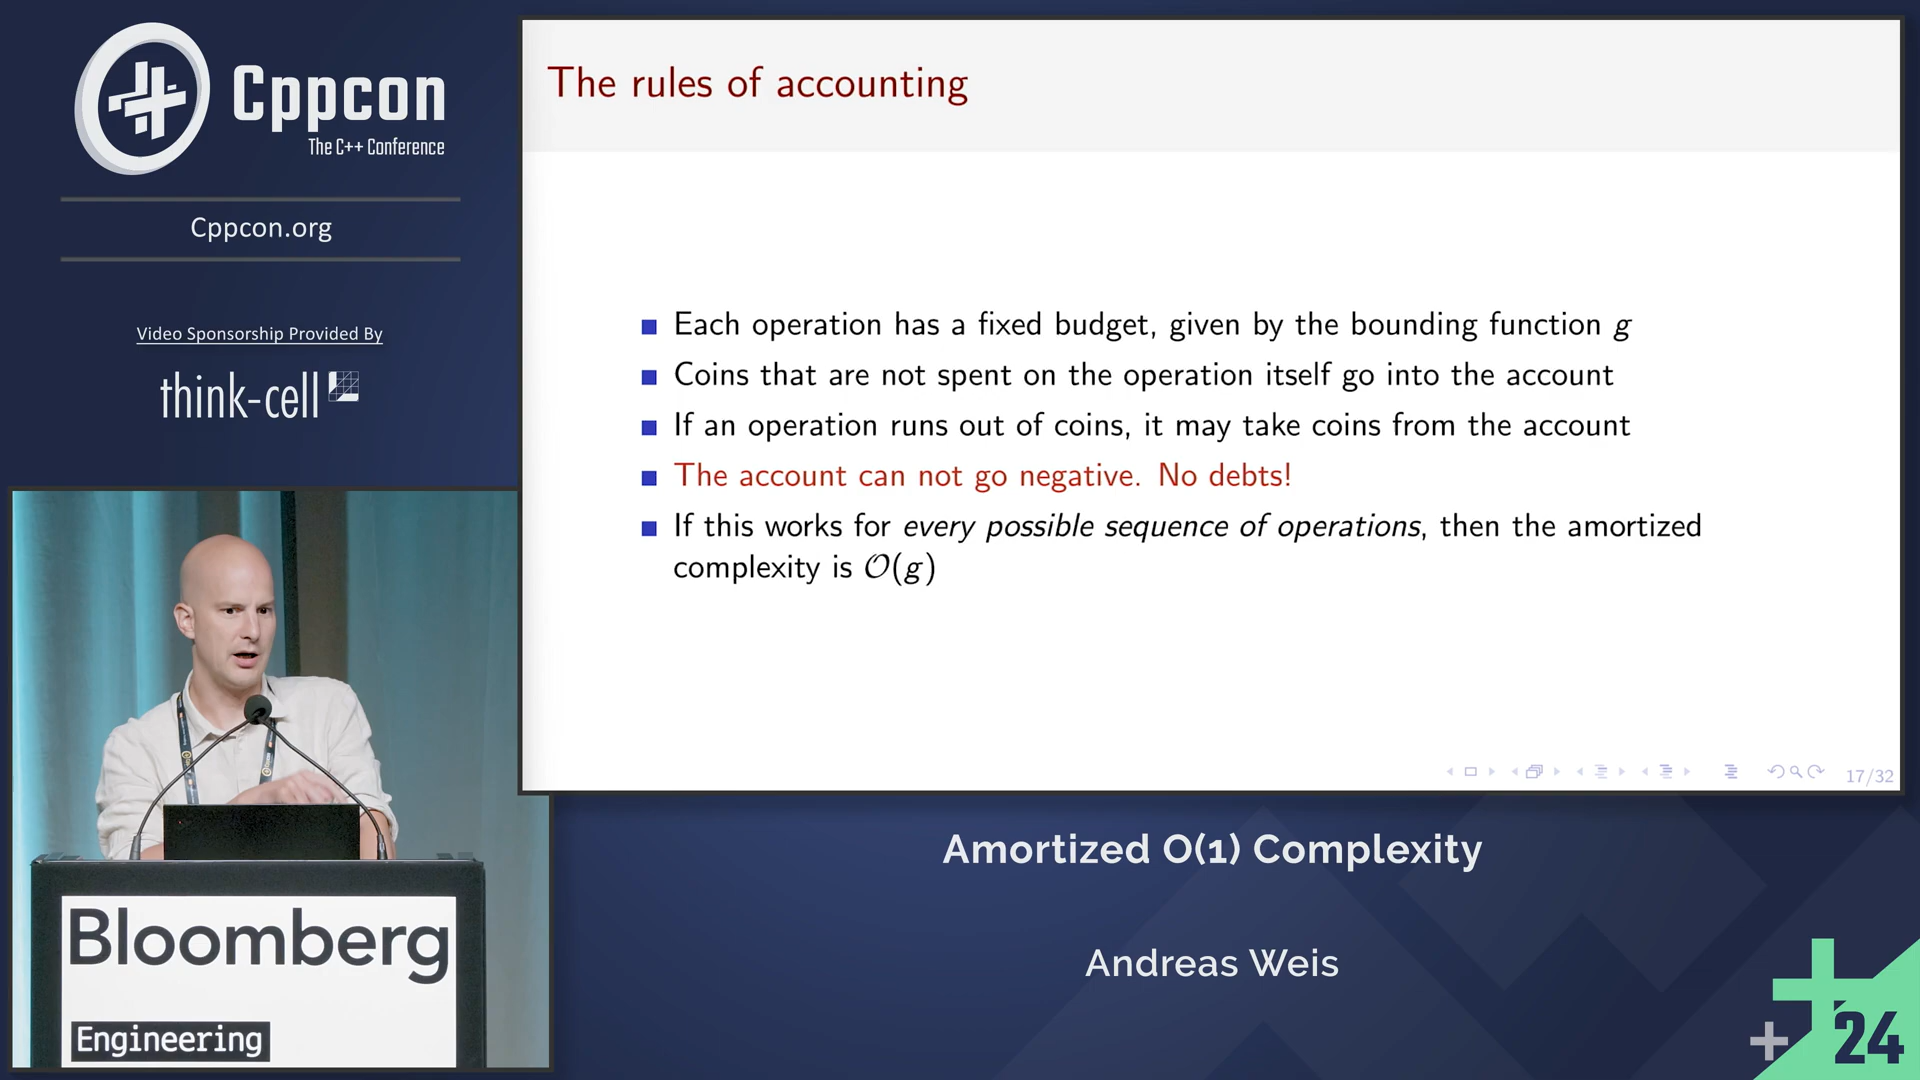 Cppcon
The C++ Conference
Cppcon.org
Video Sponsorship Provided By
think-cell
The rules of accounting
Each operation has a fixed budget, given by the bounding function g
Coins that are not spent on the operation itself go into the account
If an operation runs out of coins, it may take coins from the account
The account can not go negative. No debts!
If this works for every possible sequence of operations, then the amortized
complexity is O(g)
17/32
Bloomberg
Engineering
Amortized O(1) Complexity
Andreas Weis
24